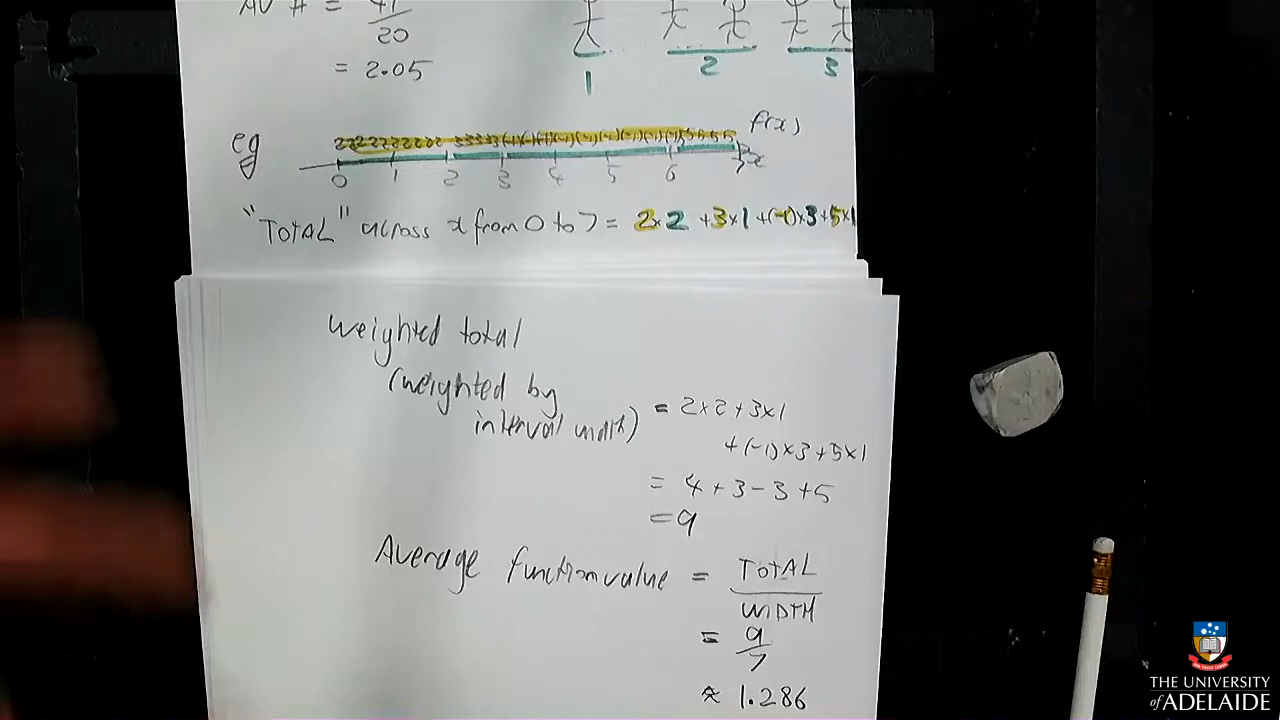 AV # = 41/20
= 2.05
1 2 3
eg
f(x)
0 1 2 3 4 5 6 7 x
"TOTAL" across x from 0 to 7 = 2×2 +3×1 +(-1)×3+5×1
Weighted total
(weighted by
interval width) = 2×2+3×1
+(-1)×3+5×1
= 4+3-3+5
=9
Average function value = TOTAL/WIDTH
= 9/7
≈ 1.286
THE UNIVERSITY
of ADELAIDE